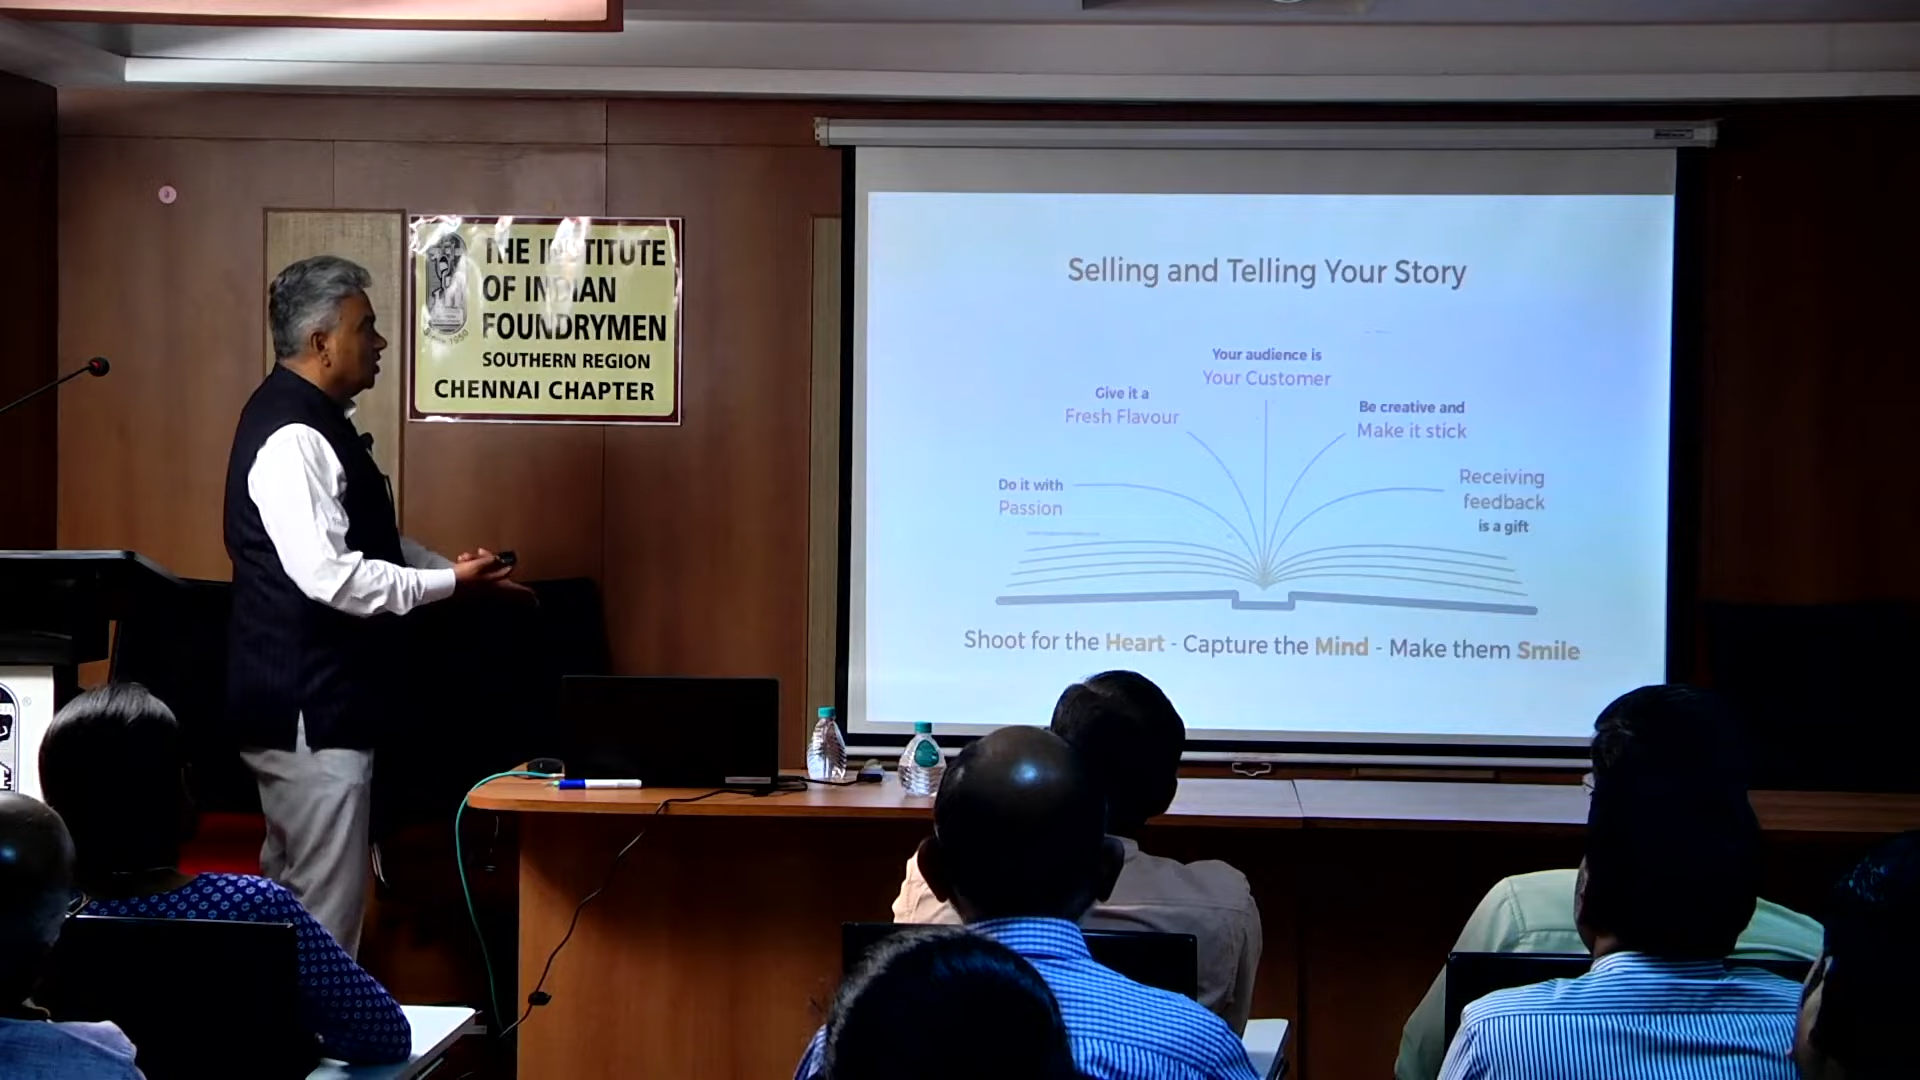 THE INSTITUTE
OF INDIAN
FOUNDRYMEN
SOUTHERN REGION
CHENNAI CHAPTER
Selling and Telling Your Story
Your audience is
Your Customer
Give it a
Fresh Flavour
Be creative and
Make it stick
Do it with
Passion
Receiving
feedback
is a gift
Shoot for the Heart - Capture the Mind - Make them Smile